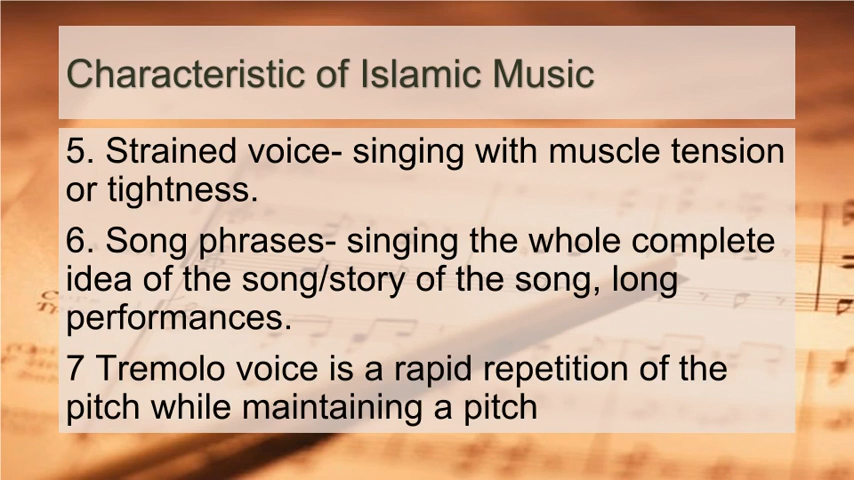 Characteristic of Islamic Music
5. Strained voice- singing with muscle tension
or tightness.
6. Song phrases- singing the whole complete
idea of the song/story of the song, long
performances.
7 Tremolo voice is a rapid repetition of the
pitch while maintaining a pitch